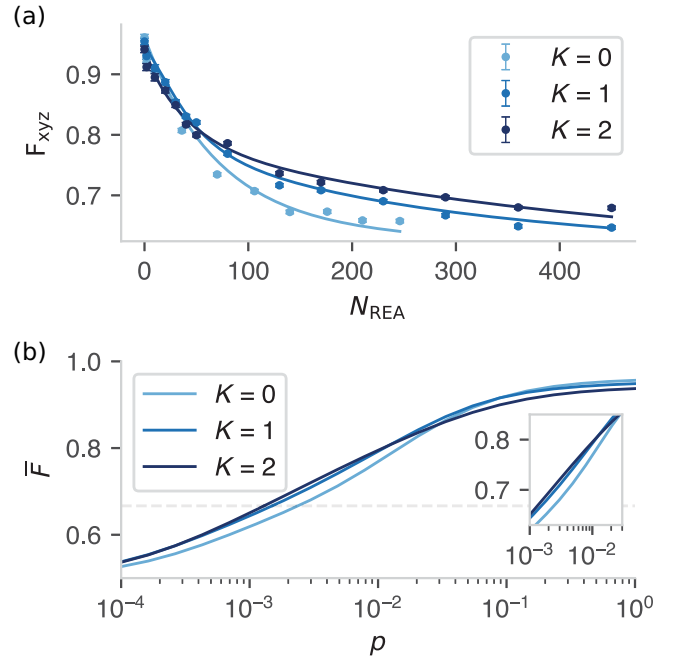 (a)
0.9
0.8
0.7
F_xyz
K = 0
K = 1
K = 2
0 100 200 300 400
N_REA
(b)
1.0
0.8
0.6
F̅
K = 0
K = 1
K = 2
0.8
0.7
10⁻³ 10⁻²
10⁻⁴ 10⁻³ 10⁻² 10⁻¹ 10⁰
p